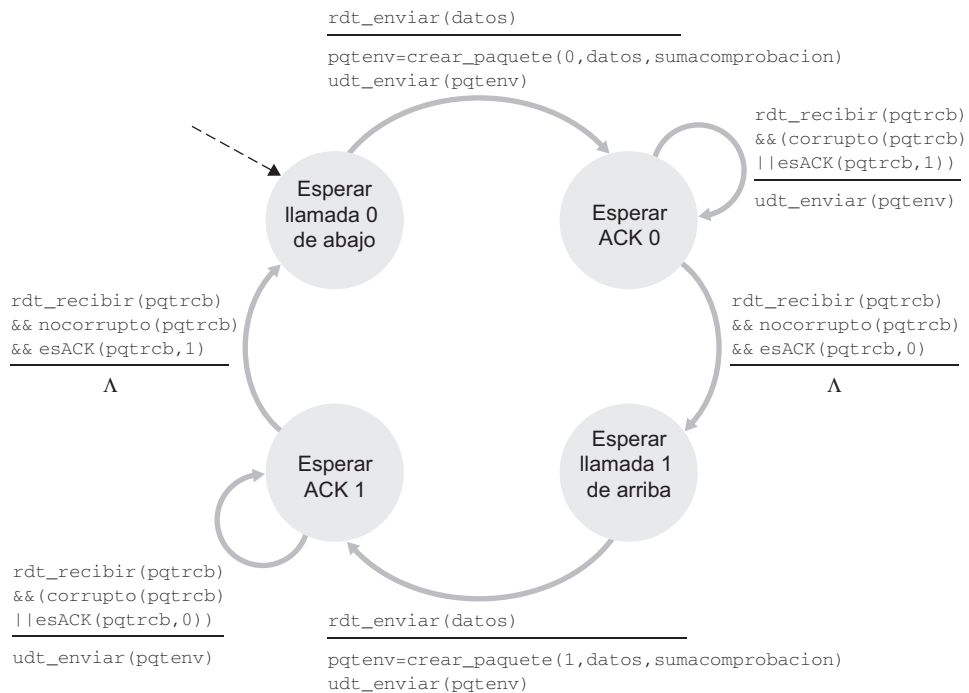 rdt_enviar(datos)
pqtenv=crear_paquete(0,datos,sumacomprobacion)
udt_enviar(pqtenv)
rdt_recibir(pqtrcb)
&&(corrupto(pqtrcb)
||esACK(pqtrcb,1))
udt_enviar(pqtenv)
Esperar
llamada 0
de abajo
Esperar
ACK 0
rdt_recibir(pqtrcb)
&& nocorrupto(pqtrcb)
&& esACK(pqtrcb,1)
Λ
rdt_recibir(pqtrcb)
&& nocorrupto(pqtrcb)
&& esACK(pqtrcb,0)
Λ
Esperar
ACK 1
Esperar
llamada 1
de arriba
rdt_recibir(pqtrcb)
&&(corrupto(pqtrcb)
||esACK(pqtrcb,0))
udt_enviar(pqtenv)
rdt_enviar(datos)
pqtenv=crear_paquete(1,datos,sumacomprobacion)
udt_enviar(pqtenv)